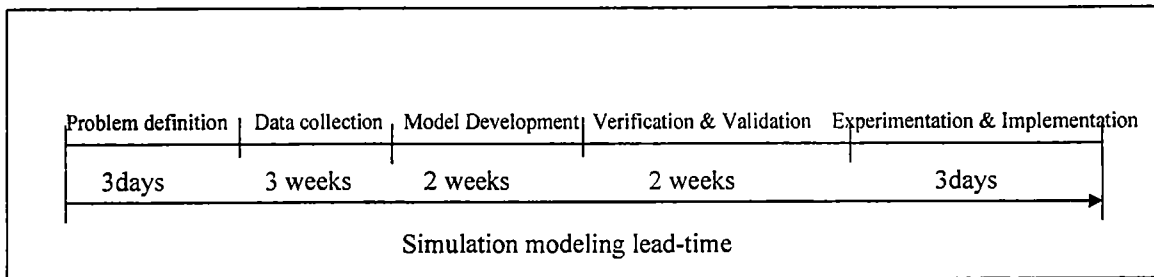 Problem definition Data collection Model Development Verification & Validation Experimentation & Implementation
3days 3 weeks 2 weeks 2 weeks 3days
Simulation modeling lead-time